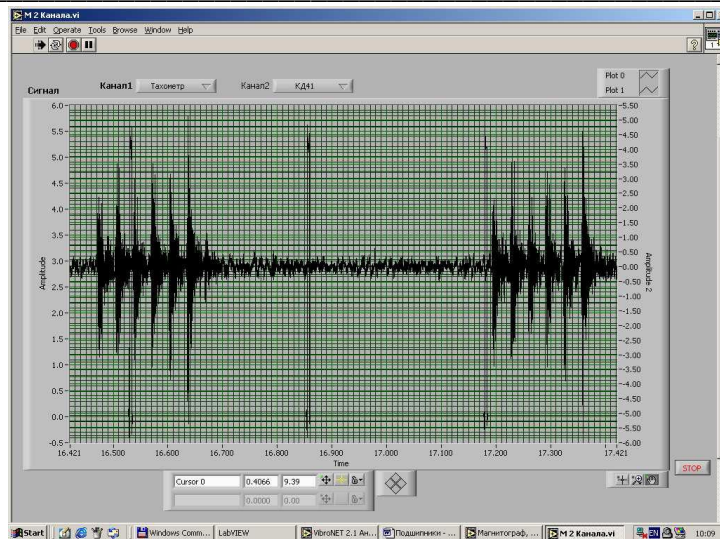 M 2 Канала.vi
File Edit Operate Tools Browse Window Help
Сигнал
Канал1 Тахометр
Канал2 КД41
Plot 0
Plot 1
6.0
5.5
5.0
4.5
4.0
3.5
3.0
2.5
2.0
1.5
1.0
0.5
0.0
-0.5
Amplitude
5.50
5.00
4.50
4.00
3.50
3.00
2.50
2.00
1.50
1.00
0.50
0.00
-0.50
-1.00
-1.50
-2.00
-2.50
-3.00
-3.50
-4.00
-4.50
-5.00
-6.00
Amplitude 2
16.421 16.500 16.600 16.700 16.800 16.900 17.000 17.100 17.200 17.300 17.421
Time
STOP
Cursor 0 0.4066 9.39
0.0000 0.00
Start Windows Comm... LabVIEW VibroNET 2.1 Ан... Подшипники - ... Магнитограф, ... M 2 Канала.vi En 10:09